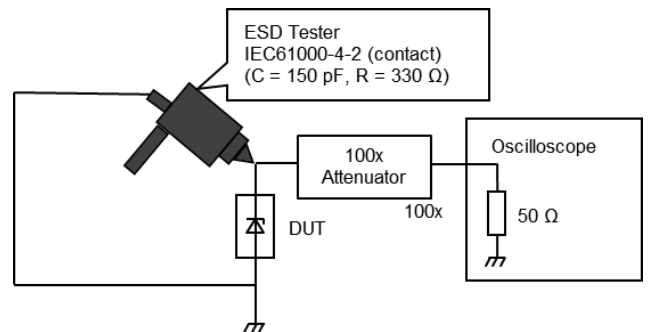 ESD Tester
IEC61000-4-2 (contact)
(C = 150 pF, R = 330 Ω)
Oscilloscope
100x
Attenuator
100x
50 Ω
DUT